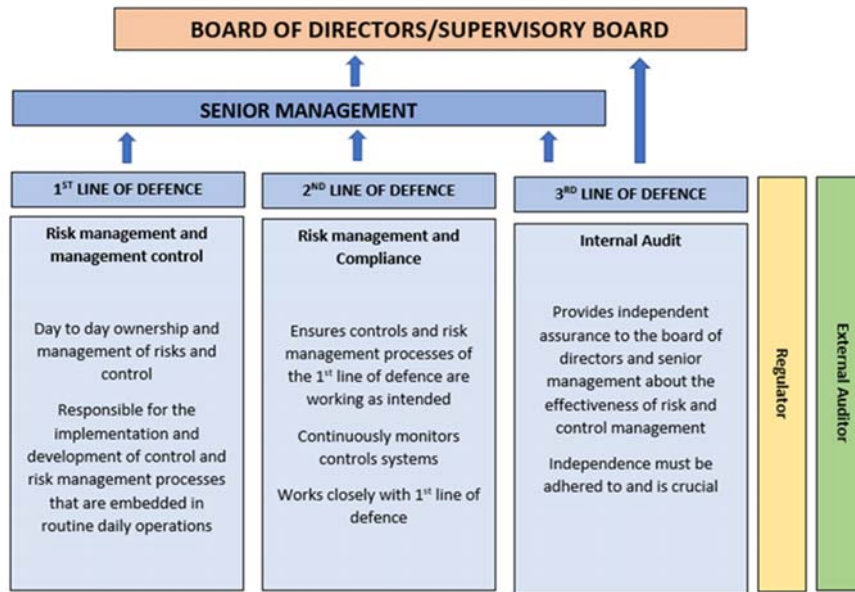 BOARD OF DIRECTORS/SUPERVISORY BOARD
SENIOR MANAGEMENT
1ST LINE OF DEFENCE
Risk management and
management control
Day to day ownership and
management of risks and
control
Responsible for the
implementation and
development of control and
risk management processes
that are embedded in
routine daily operations
2ND LINE OF DEFENCE
Risk management and
Compliance
Ensures controls and risk
management processes of
the 1st line of defence are
working as intended
Continuously monitors
controls systems
Works closely with 1st line of
defence
3RD LINE OF DEFENCE
Internal Audit
Provides independent
assurance to the board of
directors and senior
management about the
effectiveness of risk and
control management
Independence must be
adhered to and is crucial
Regulator
External Auditor